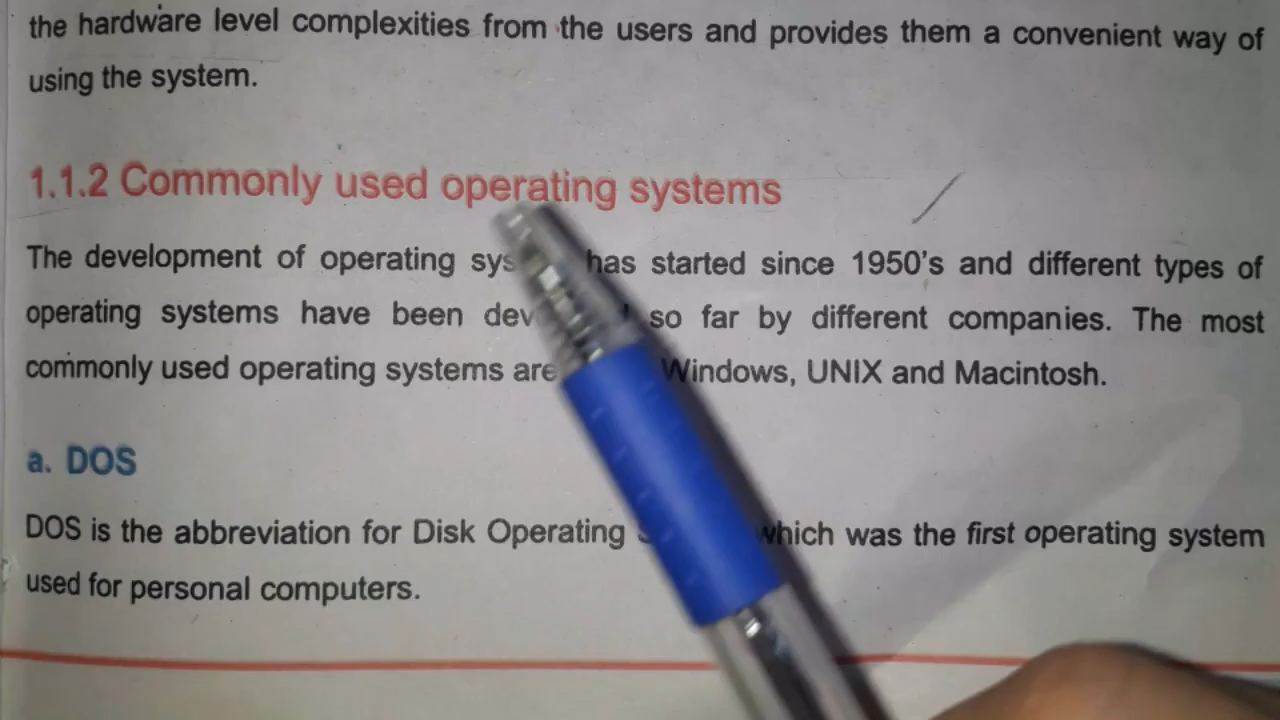 the hardware level complexities from the users and provides them a convenient way of
using the system.
1.1.2 Commonly used operating systems
The development of operating has started since 1950's and different types of
operating systems have been so far by different companies. The most
commonly used operating systems are Windows, UNIX and Macintosh.
a. DOS
DOS is the abbreviation for Disk Operating which was the first operating system
used for personal computers.